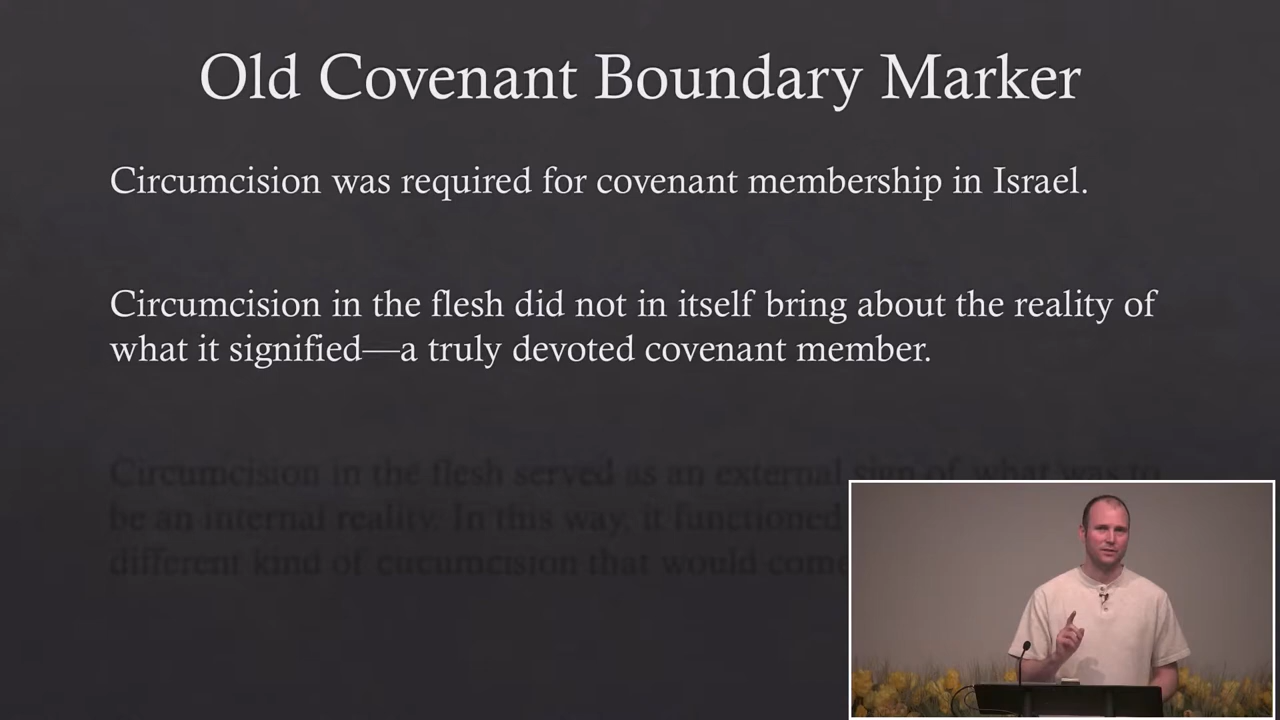 Old Covenant Boundary Marker
Circumcision was required for covenant membership in Israel.
Circumcision in the flesh did not in itself bring about the reality of
what it signified—a truly devoted covenant member.
Circumcision in the flesh served as an external sign of what was to
be an internal reality. In this way, it functioned
different kind of circumcision that would come